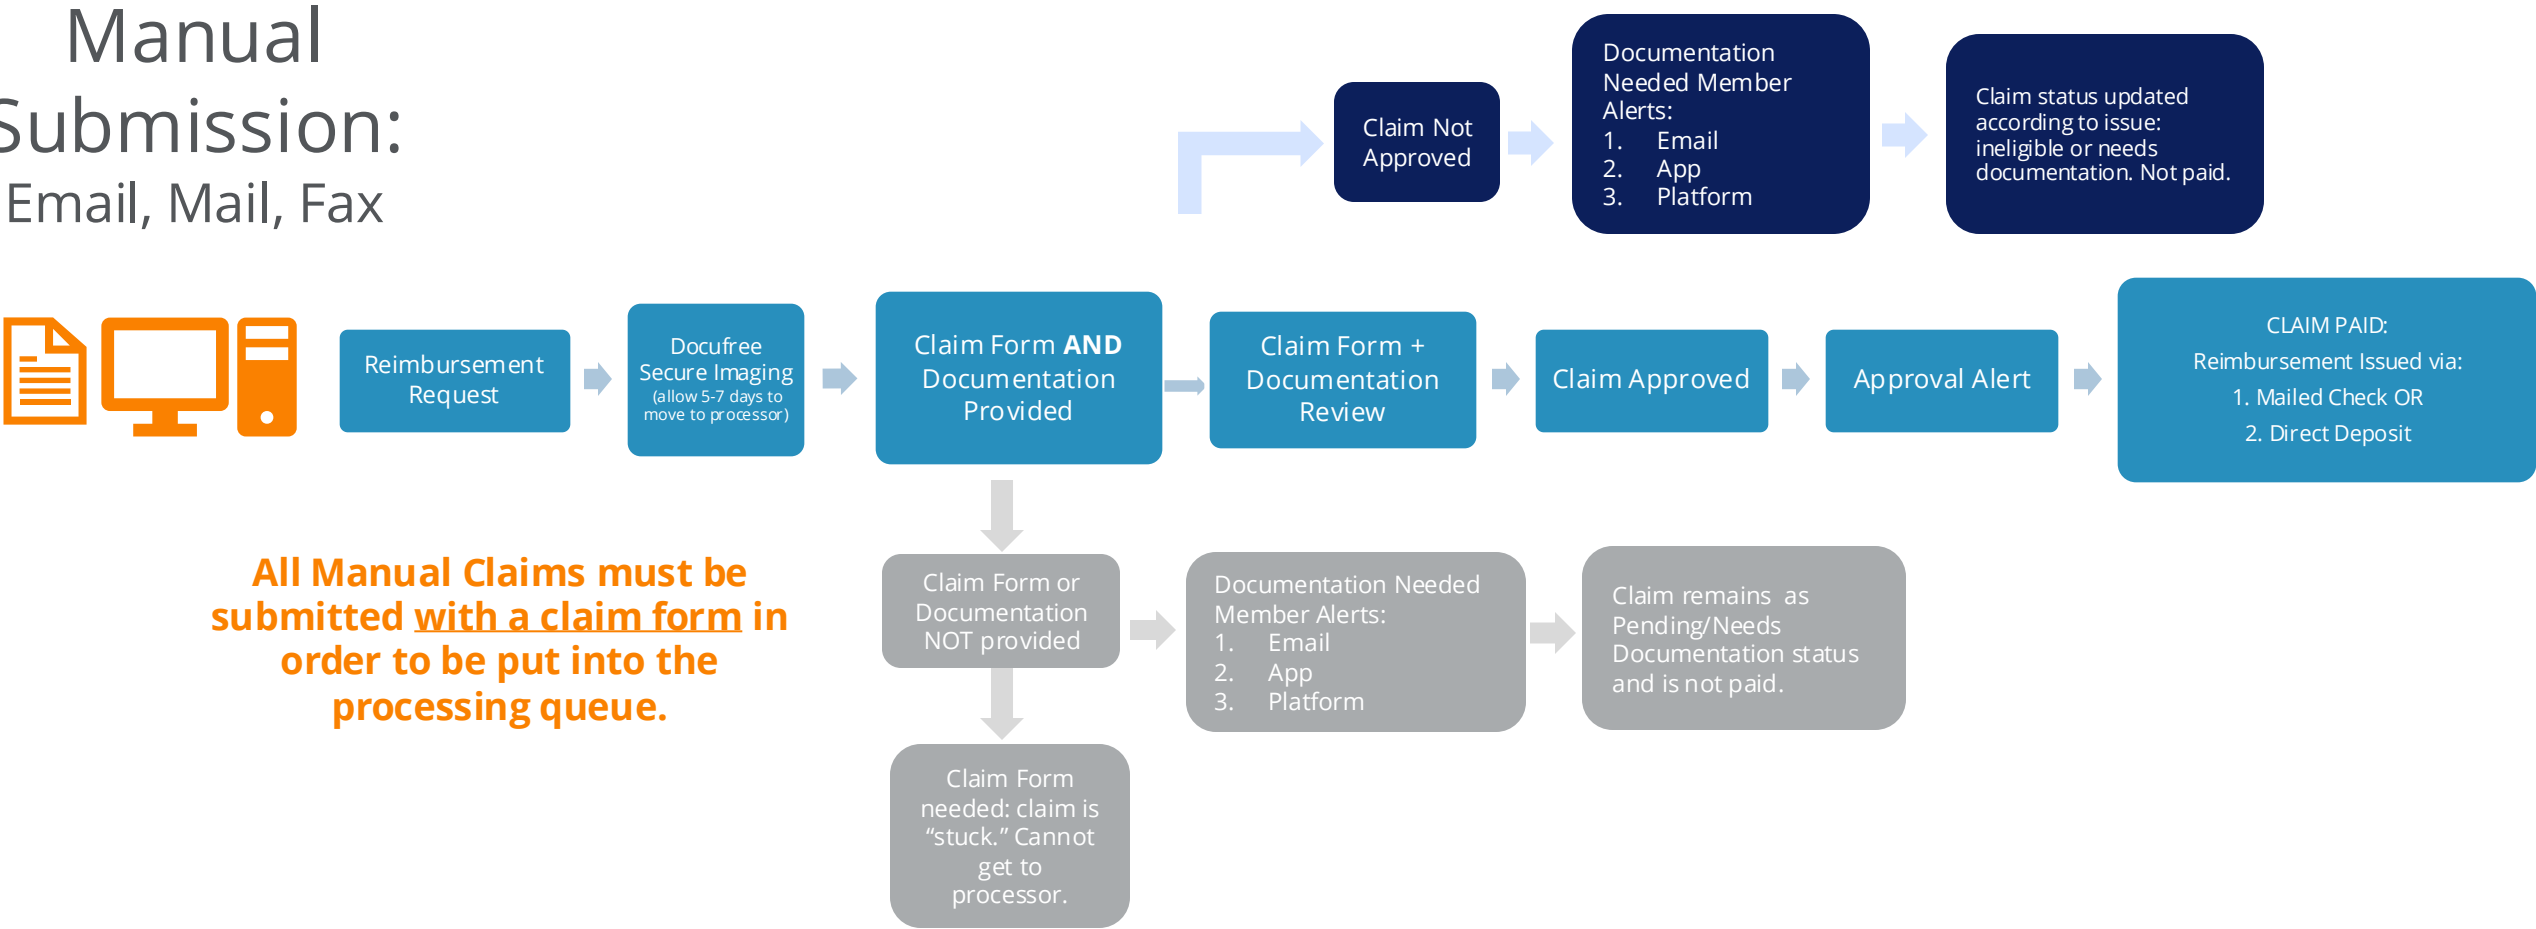 Manual
Submission:
Email, Mail, Fax
Claim Not
Approved
Documentation
Needed Member
Alerts:
1. Email
2. App
3. Platform
Claim status updated
according to issue:
ineligible or needs
documentation. Not paid.
Reimbursement
Request
Docufree
Secure Imaging
(allow 5-7 days to
move to processor)
Claim Form AND
Documentation
Provided
Claim Form +
Documentation
Review
Claim Approved
Approval Alert
CLAIM PAID:
Reimbursement Issued via:
1. Mailed Check OR
2. Direct Deposit
All Manual Claims must be
submitted with a claim form in
order to be put into the
processing queue.
Claim Form or
Documentation
NOT provided
Documentation Needed
Member Alerts:
1. Email
2. App
3. Platform
Claim remains as
Pending/Needs
Documentation status
and is not paid.
Claim Form
needed: claim is
“stuck.” Cannot
get to
processor.